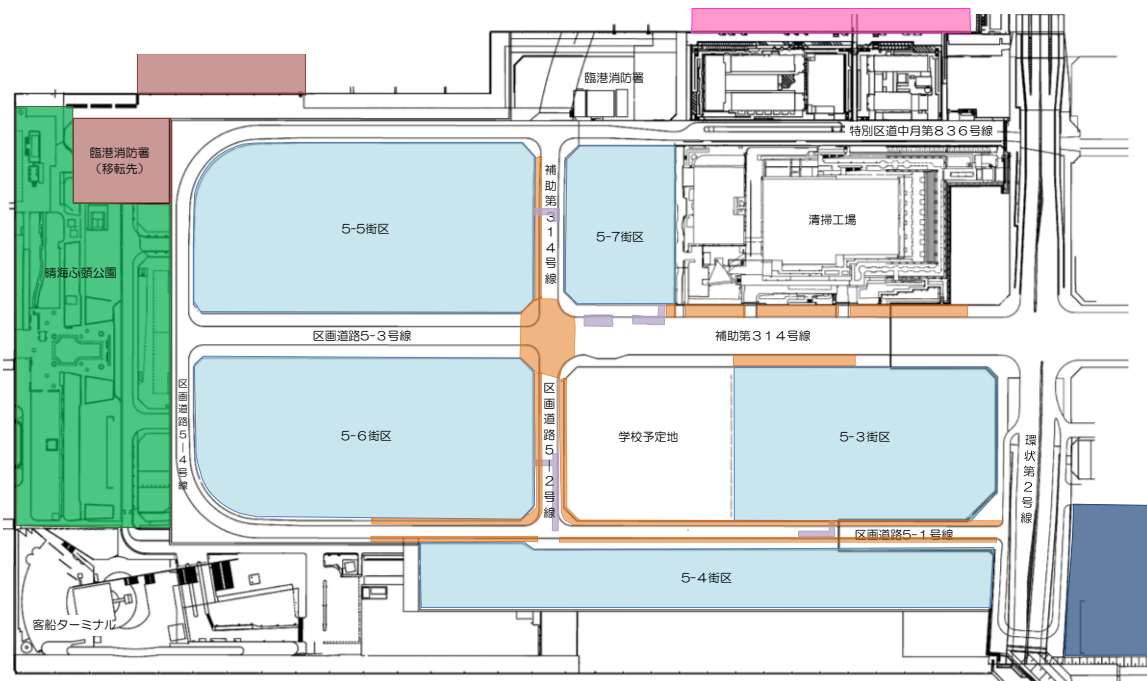 臨港消防署
特別区道中月第836号線
臨港消防署
(移転先)
補助第314号線
5-5街区
5-7街区
清掃工場
晴海ふ頭公園
区画道路5-3号線
補助第314号線
区画道路5-4号線
区画道路5-2号線
5-6街区
学校予定地
5-3街区
環状第2号線
区画道路5-1号線
5-4街区
客船ターミナル